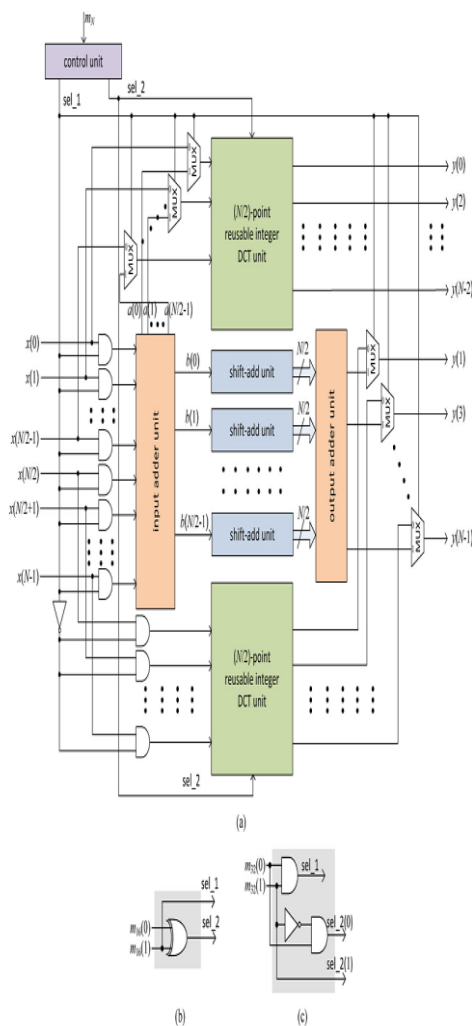 m_N
control unit
sel_1
sel_2
MUX
MUX
MUX
(N/2)-point
reusable integer
DCT unit
y(0)
y(2)
y(N-2)
a(0) a(1) a(N/2-1)
x(0)
x(1)
x(N/2-1)
x(N/2)
x(N/2+1)
x(N-1)
input adder unit
b(0)
b(1)
b(N/2-1)
shift-add unit
shift-add unit
shift-add unit
N/2
N/2
N/2
output adder unit
MUX
MUX
MUX
y(1)
y(3)
y(N-1)
(N/2)-point
reusable integer
DCT unit
sel_2
(a)
m_16(0)
m_16(1)
sel_1
sel_2
(b)
m_32(0)
m_32(1)
sel_1
sel_2(0)
sel_2(1)
(c)